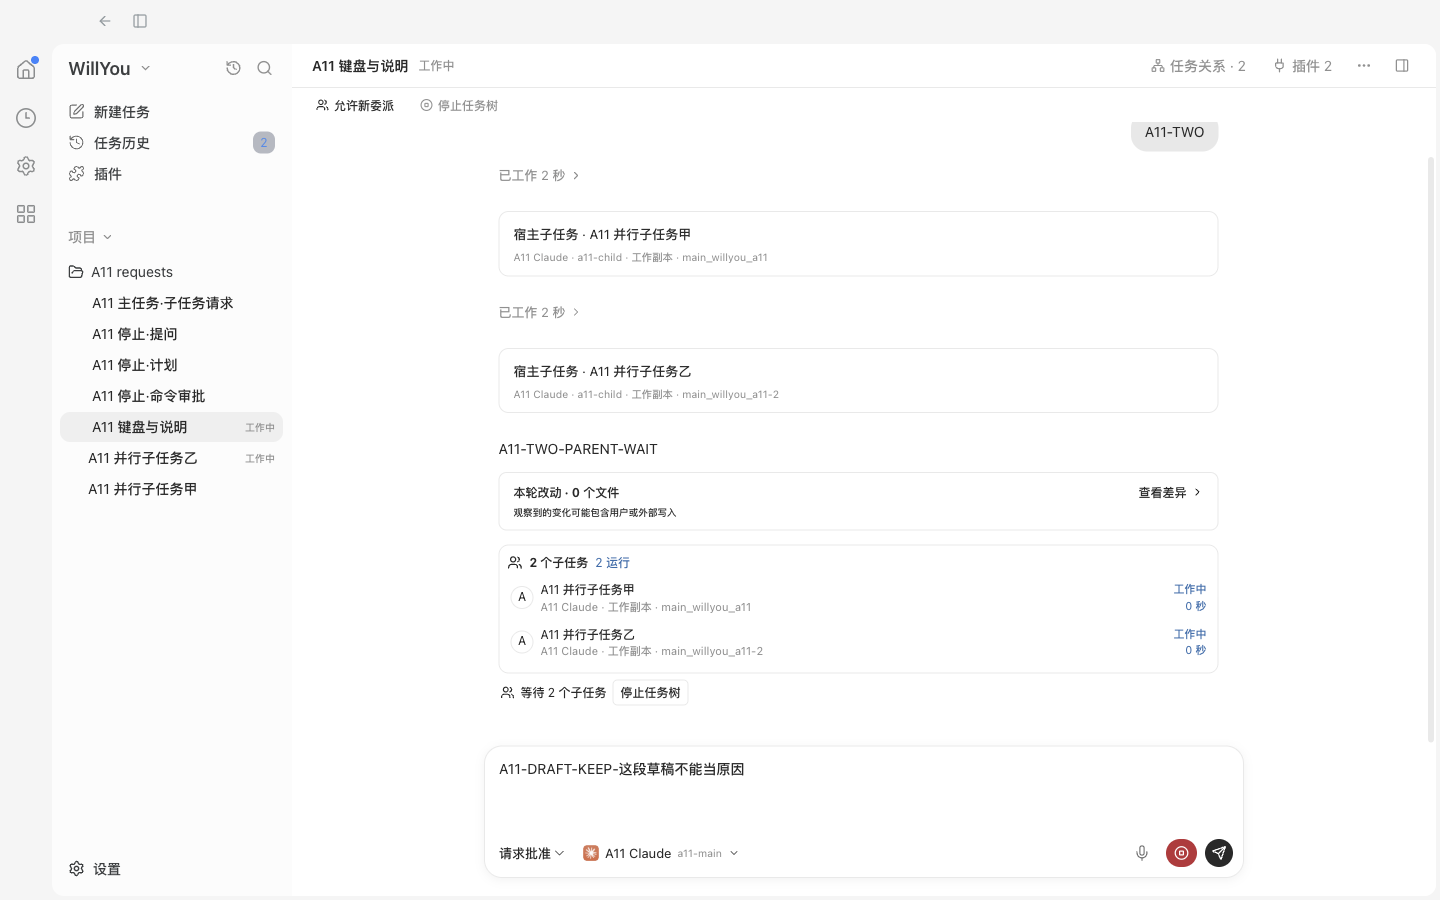 WillYou
新建任务
任务历史 2
插件
项目
A11 requests
A11 主任务·子任务请求
A11 停止·提问
A11 停止·计划
A11 停止·命令审批
A11 键盘与说明 工作中
A11 并行子任务乙 工作中
A11 并行子任务甲
设置
A11 键盘与说明 工作中
任务关系 · 2 插件 2
允许新委派 停止任务树
A11-TWO
已工作 2 秒
宿主子任务 · A11 并行子任务甲
A11 Claude · a11-child · 工作副本 · main_willyou_a11
已工作 2 秒
宿主子任务 · A11 并行子任务乙
A11 Claude · a11-child · 工作副本 · main_willyou_a11-2
A11-TWO-PARENT-WAIT
本轮改动 · 0 个文件 查看差异
观察到的变化可能包含用户或外部写入
2 个子任务 2 运行
A A11 并行子任务甲 工作中
A11 Claude · 工作副本 · main_willyou_a11 0 秒
A A11 并行子任务乙 工作中
A11 Claude · 工作副本 · main_willyou_a11-2 0 秒
等待 2 个子任务 停止任务树
A11-DRAFT-KEEP-这段草稿不能当原因
请求批准 A11 Claude a11-main